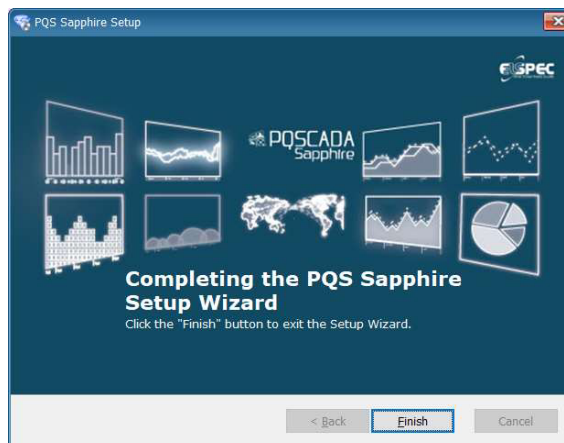 PQS Sapphire Setup
ELSPEC
PQSCADA
Sapphire
Completing the PQS Sapphire
Setup Wizard
Click the "Finish" button to exit the Setup Wizard.
< Back
Finish
Cancel